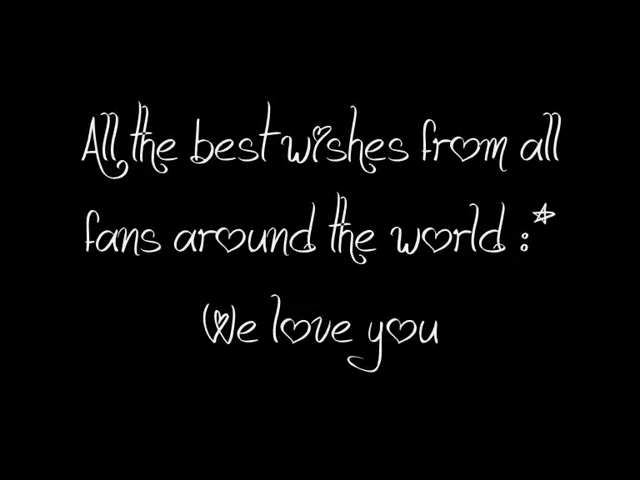 All the best wishes from all
fans around the world :*
We love you